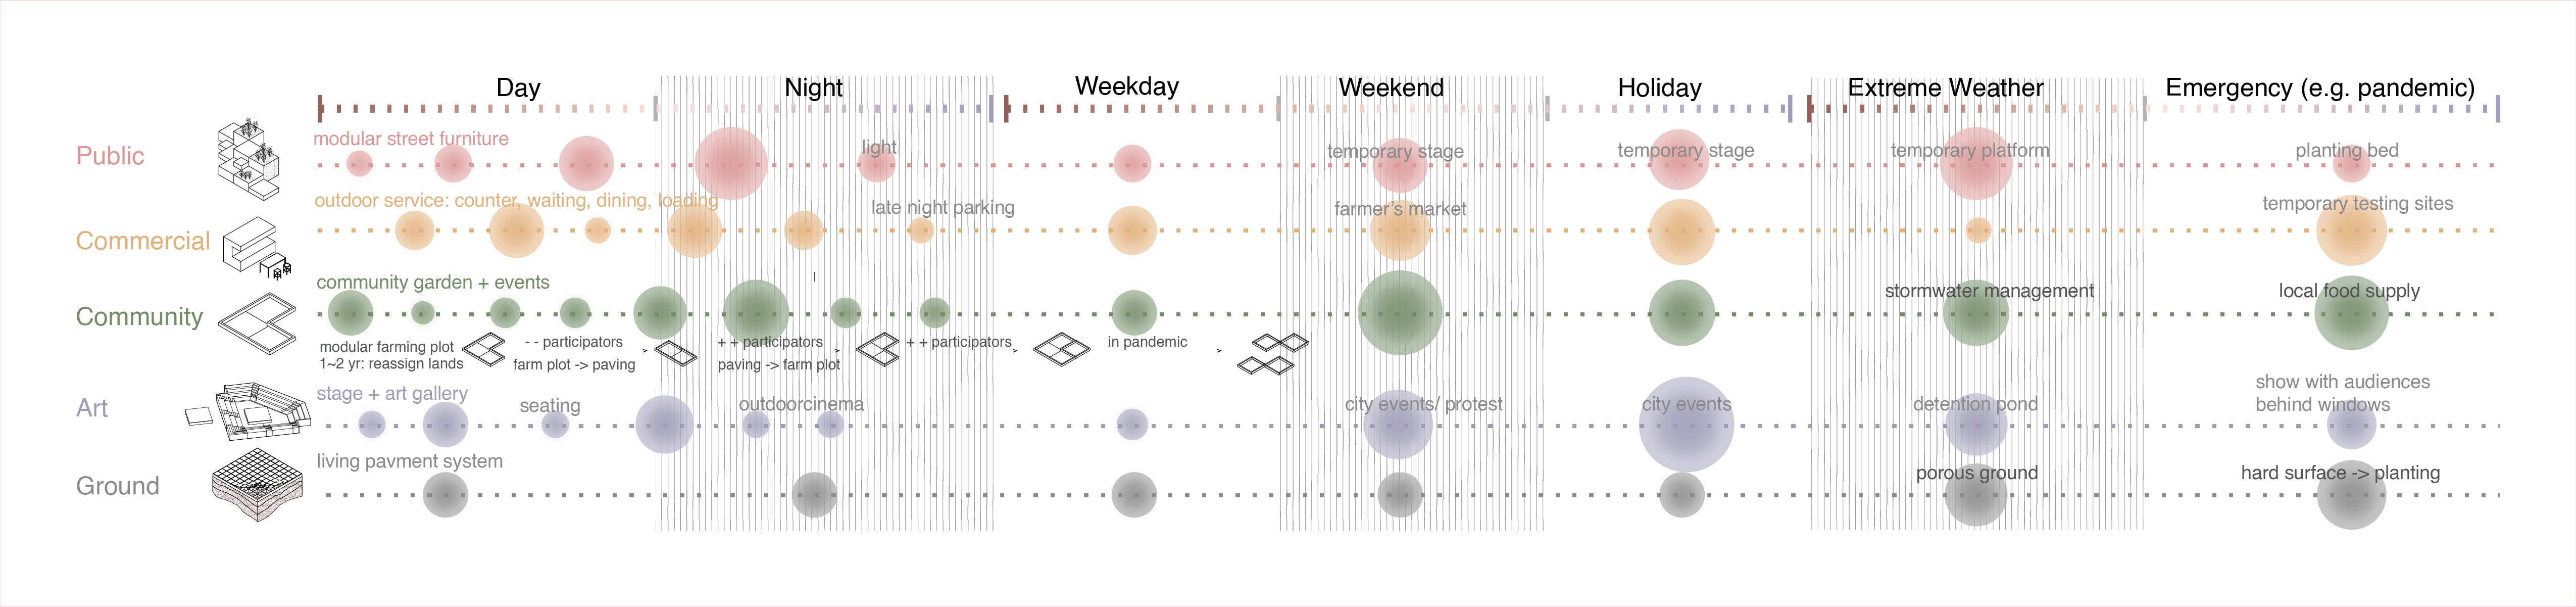 Day
Night
Weekday
Weekend
Holiday
Extreme Weather
Emergency (e.g. pandemic)
Public
modular street furniture
light
temporary stage
temporary stage
temporary platform
planting bed
Commercial
outdoor service: counter, waiting, dining, loading
late night parking
farmer's market
temporary testing sites
Community
community garden + events
stormwater management
local food supply
modular farming plot
1~2 yr: reassign lands
- - participators
farm plot -> paving
>
+ + participators
paving -> farm plot
>
+ + participators
>
in pandemic
>
Art
stage + art gallery
seating
outdoorcinema
city events/ protest
city events
detention pond
show with audiences
behind windows
Ground
living pavment system
porous ground
hard surface -> planting